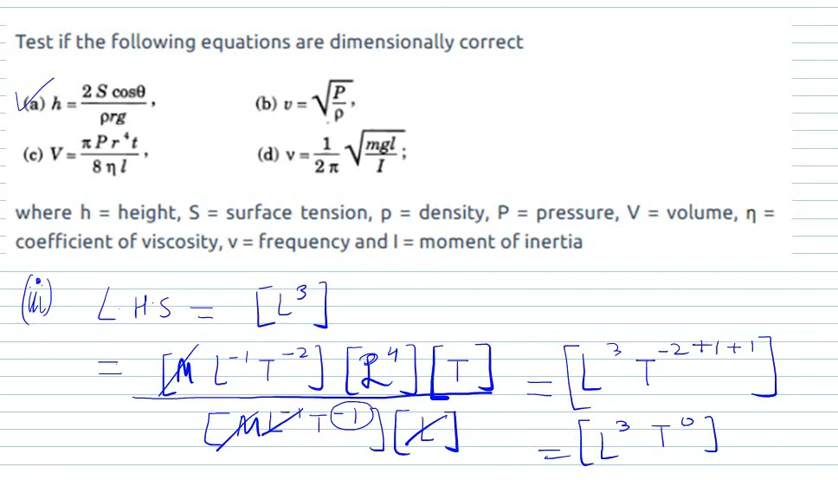 Test if the following equations are dimensionally correct
(a) h = 2 S cosθ / ρrg,
(b) υ = √(P/ρ),
(c) V = π P r⁴ t / 8 η l,
(d) ν = 1/2π √(mgl/I);
where h = height, S = surface tension, p = density, P = pressure, V = volume, η =
coefficient of viscosity, v = frequency and I = moment of inertia
(iii) L.H.S = [L³]
= [M L⁻¹ T⁻²] [L⁴] [T] / [M L⁻¹ T⁻¹] [L] = [L³ T⁻²⁺¹⁺¹]
= [L³ T⁰]